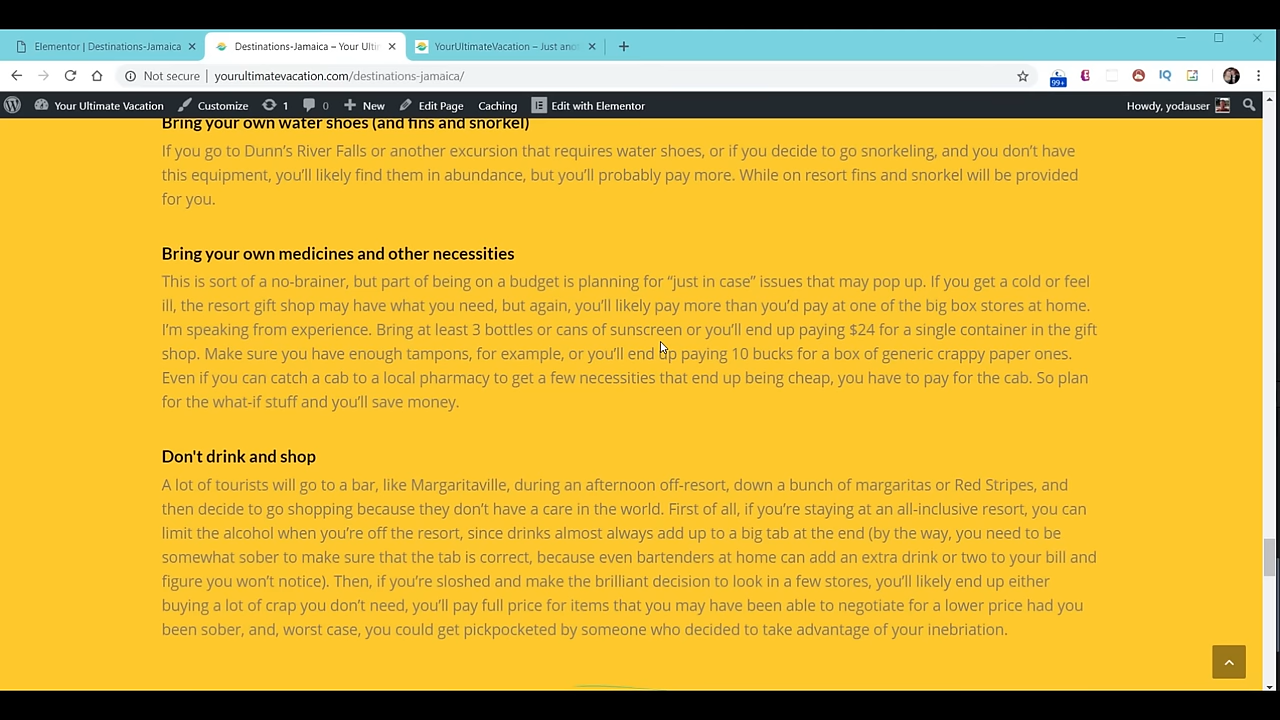 Elementor | Destinations-Jamaica
Destinations-Jamaica – Your Ulti
YourUltimateVacation – Just ano
Not secure
yourultimatevacation.com/destinations-jamaica/
99+
IQ
Your Ultimate Vacation
Customize
1
0
New
Edit Page
Caching
Edit with Elementor
Howdy, yodauser
Bring your own water shoes (and fins and snorkel)
If you go to Dunn’s River Falls or another excursion that requires water shoes, or if you decide to go snorkeling, and you don’t have
this equipment, you’ll likely find them in abundance, but you’ll probably pay more. While on resort fins and snorkel will be provided
for you.
Bring your own medicines and other necessities
This is sort of a no-brainer, but part of being on a budget is planning for “just in case” issues that may pop up. If you get a cold or feel
ill, the resort gift shop may have what you need, but again, you’ll likely pay more than you’d pay at one of the big box stores at home.
I’m speaking from experience. Bring at least 3 bottles or cans of sunscreen or you’ll end up paying $24 for a single container in the gift
shop. Make sure you have enough tampons, for example, or you’ll end up paying 10 bucks for a box of generic crappy paper ones.
Even if you can catch a cab to a local pharmacy to get a few necessities that end up being cheap, you have to pay for the cab. So plan
for the what-if stuff and you’ll save money.
Don't drink and shop
A lot of tourists will go to a bar, like Margaritaville, during an afternoon off-resort, down a bunch of margaritas or Red Stripes, and
then decide to go shopping because they don’t have a care in the world. First of all, if you’re staying at an all-inclusive resort, you can
limit the alcohol when you’re off the resort, since drinks almost always add up to a big tab at the end (by the way, you need to be
somewhat sober to make sure that the tab is correct, because even bartenders at home can add an extra drink or two to your bill and
figure you won’t notice). Then, if you’re sloshed and make the brilliant decision to look in a few stores, you’ll likely end up either
buying a lot of crap you don’t need, you’ll pay full price for items that you may have been able to negotiate for a lower price had you
been sober, and, worst case, you could get pickpocketed by someone who decided to take advantage of your inebriation.